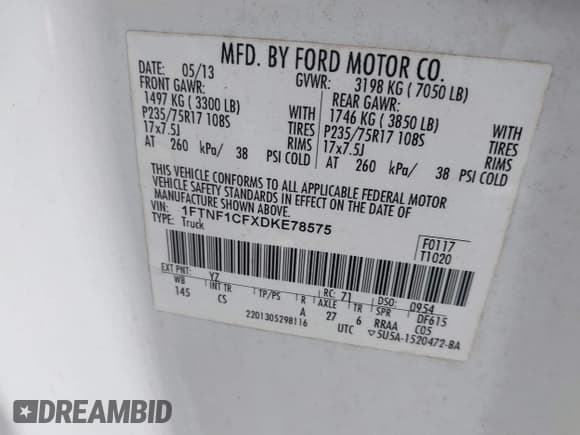 MFD. BY FORD MOTOR CO.
DATE: 05/13 GVWR: 3198 KG ( 7050 LB)
FRONT GAWR: REAR GAWR:
1497 KG ( 3300 LB) WITH 1746 KG ( 3850 LB) WITH
P235/75R17 108S TIRES P235/75R17 108S TIRES
17x7.5J RIMS 17x7.5J RIMS
AT 260 kPa/ 38 PSI COLD AT 260 kPa/ 38 PSI COLD
THIS VEHICLE CONFORMS TO ALL APPLICABLE FEDERAL MOTOR
VEHICLE SAFETY STANDARDS IN EFFECT ON THE DATE OF
MANUFACTURE SHOWN ABOVE.
VIN: 1FTNF1CFXDKE78575 F0117
TYPE: Truck T1020
EXT PNT: YZ RC: 71 DSO: 0954
WB INT TR TP/PS R AXLE TR SPR DF615
145 CS A 27 6 RRAA C05
2201305298116 UTC ▽5U5A-1520472-BA
DREAMBID